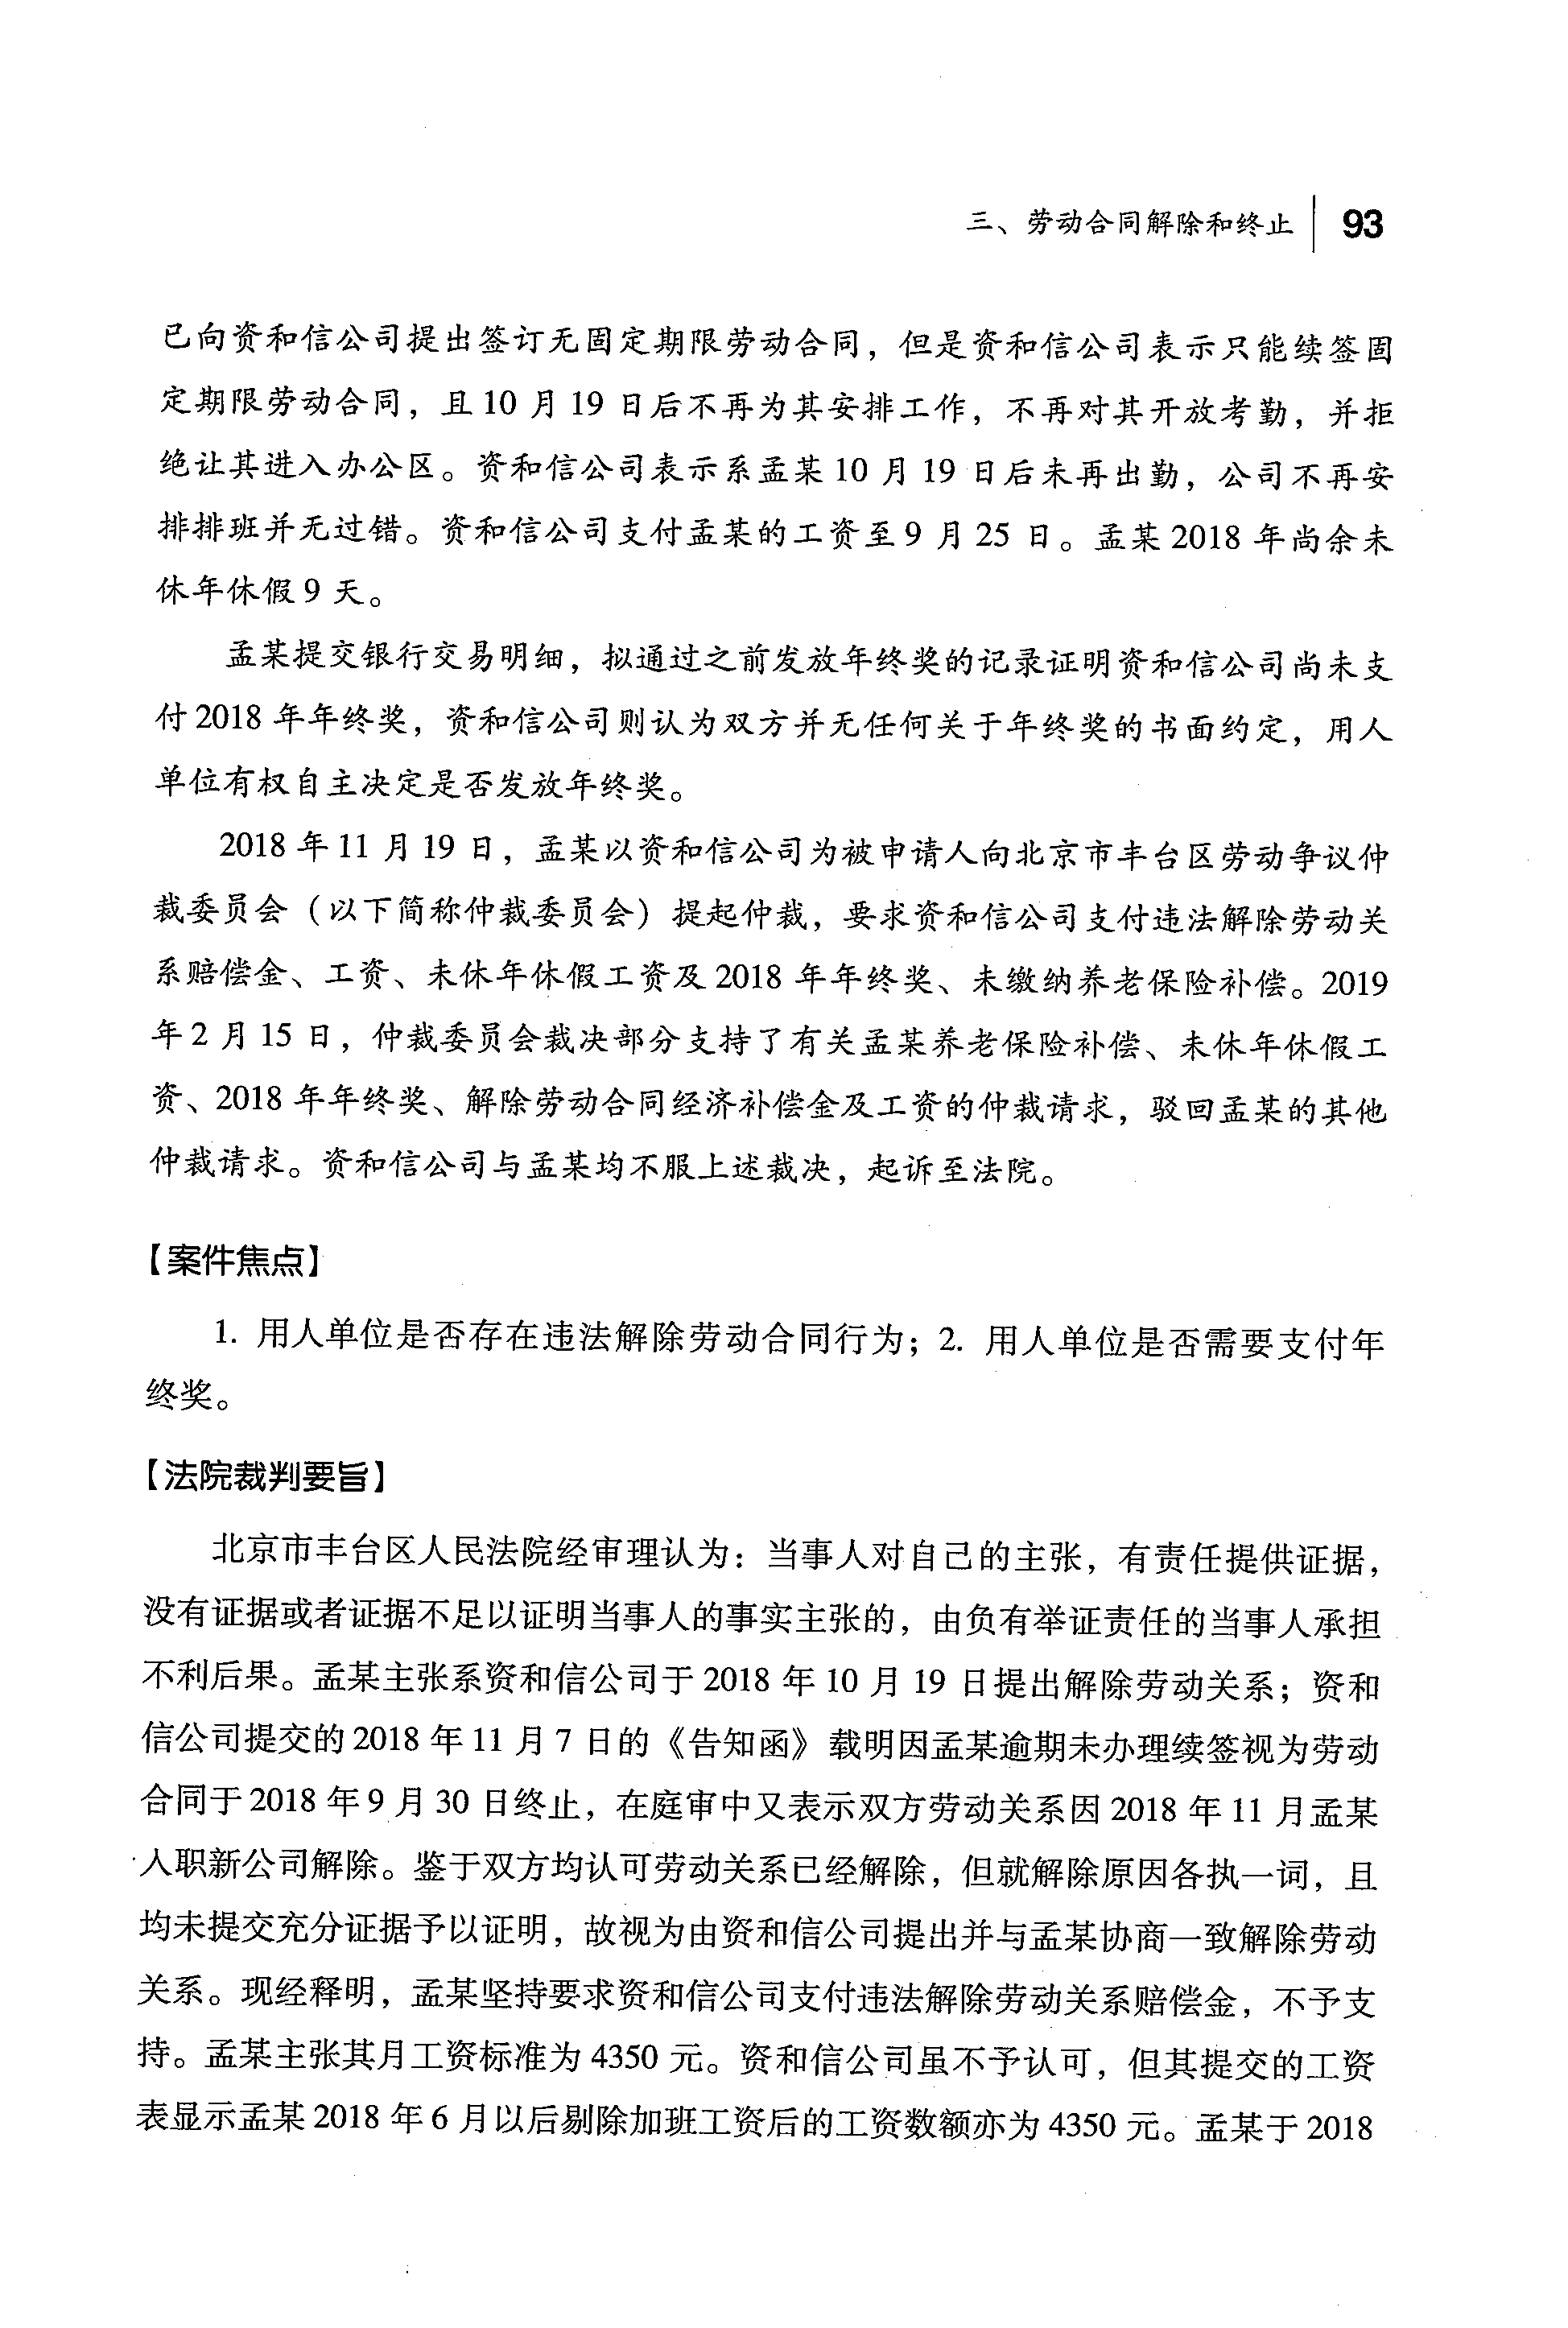 三、劳动合同解除和终止 93
已向资和信公司提出签订无固定期限劳动合同，但是资和信公司表示只能续签固
定期限劳动合同，且10月19日后不再为其安排工作，不再对其开放考勤，并拒
绝让其进入办公区。资和信公司表示系孟某10月19日后未再出勤，公司不再安
排排班并无过错。资和信公司支付孟某的工资至9月25日。孟某2018年尚余未
休年休假9天。
孟某提交银行交易明细，拟通过之前发放年终奖的记录证明资和信公司尚未支
付2018年年终奖，资和信公司则认为双方并无任何关于年终奖的书面约定，用人
单位有权自主决定是否发放年终奖。
2018年11月19日，孟某以资和信公司为被申请人向北京市丰台区劳动争议仲
裁委员会（以下简称仲裁委员会）提起仲裁，要求资和信公司支付违法解除劳动关
系赔偿金、工资、未休年休假工资及2018年年终奖、未缴纳养老保险补偿。2019
年2月15日，仲裁委员会裁决部分支持了有关孟某养老保险补偿、未休年休假工
资、2018年年终奖、解除劳动合同经济补偿金及工资的仲裁请求，驳回孟某的其他
仲裁请求。资和信公司与孟某均不服上述裁决，起诉至法院。
【案件焦点】
1. 用人单位是否存在违法解除劳动合同行为；2. 用人单位是否需要支付年
终奖。
【法院裁判要旨】
北京市丰台区人民法院经审理认为：当事人对自己的主张，有责任提供证据，
没有证据或者证据不足以证明当事人的事实主张的，由负有举证责任的当事人承担
不利后果。孟某主张系资和信公司于2018年10月19日提出解除劳动关系；资和
信公司提交的2018年11月7日的《告知函》载明因孟某逾期未办理续签视为劳动
合同于2018年9月30日终止，在庭审中又表示双方劳动关系因2018年11月孟某
入职新公司解除。鉴于双方均认可劳动关系已经解除，但就解除原因各执一词，且
均未提交充分证据予以证明，故视为由资和信公司提出并与孟某协商一致解除劳动
关系。现经释明，孟某坚持要求资和信公司支付违法解除劳动关系赔偿金，不予支
持。孟某主张其月工资标准为4350元。资和信公司虽不予认可，但其提交的工资
表显示孟某2018年6月以后剔除加班工资后的工资数额亦为4350元。孟某于2018